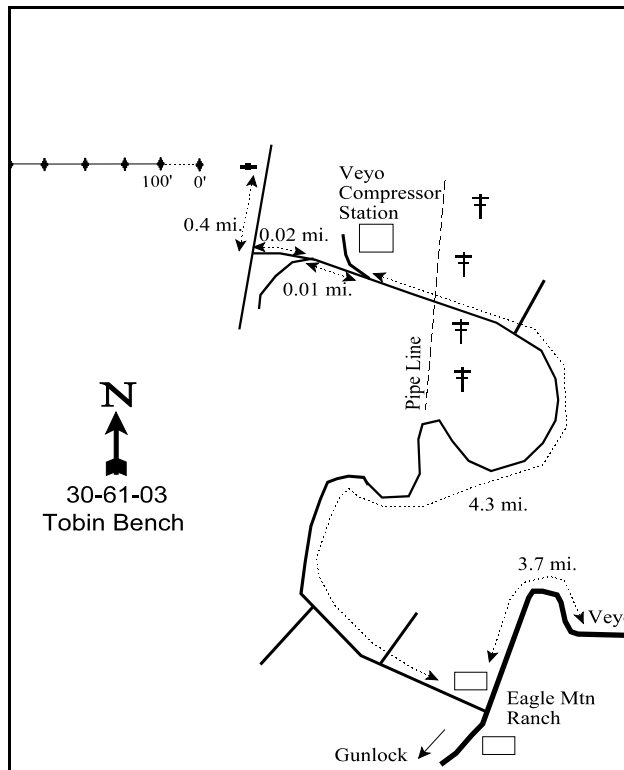 Veyo
Compressor
Station
100'
0'
0.4 mi.
0.02 mi.
0.01 mi.
Pipe Line
N
30-61-03
Tobin Bench
4.3 mi.
3.7 mi.
Veyo
Eagle Mtn
Ranch
Gunlock